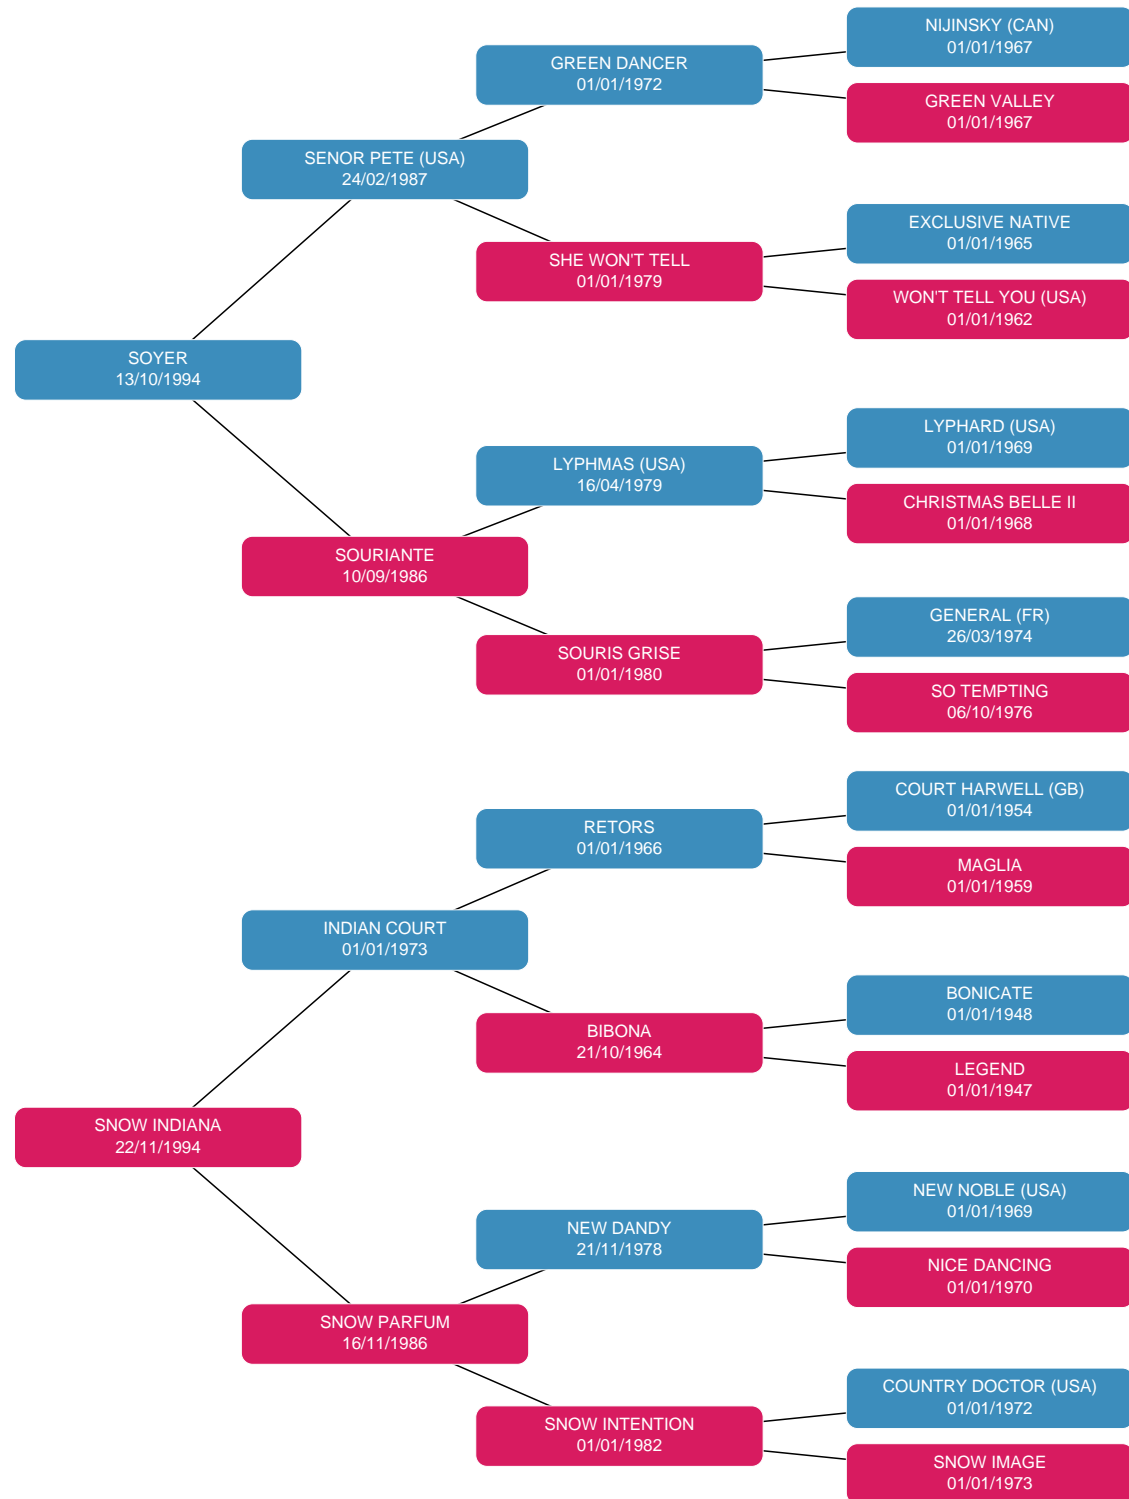 NIJINSKY (CAN)
01/01/1967
GREEN DANCER
01/01/1972
GREEN VALLEY
01/01/1967
SENOR PETE (USA)
24/02/1987
EXCLUSIVE NATIVE
01/01/1965
SHE WON'T TELL
01/01/1979
WON'T TELL YOU (USA)
01/01/1962
SOYER
13/10/1994
LYPHARD (USA)
01/01/1969
LYPHMAS (USA)
16/04/1979
CHRISTMAS BELLE II
01/01/1968
SOURIANTE
10/09/1986
GENERAL (FR)
26/03/1974
SOURIS GRISE
01/01/1980
SO TEMPTING
06/10/1976
COURT HARWELL (GB)
01/01/1954
RETORS
01/01/1966
MAGLIA
01/01/1959
INDIAN COURT
01/01/1973
BONICATE
01/01/1948
BIBONA
21/10/1964
LEGEND
01/01/1947
SNOW INDIANA
22/11/1994
NEW NOBLE (USA)
01/01/1969
NEW DANDY
21/11/1978
NICE DANCING
01/01/1970
SNOW PARFUM
16/11/1986
COUNTRY DOCTOR (USA)
01/01/1972
SNOW INTENTION
01/01/1982
SNOW IMAGE
01/01/1973